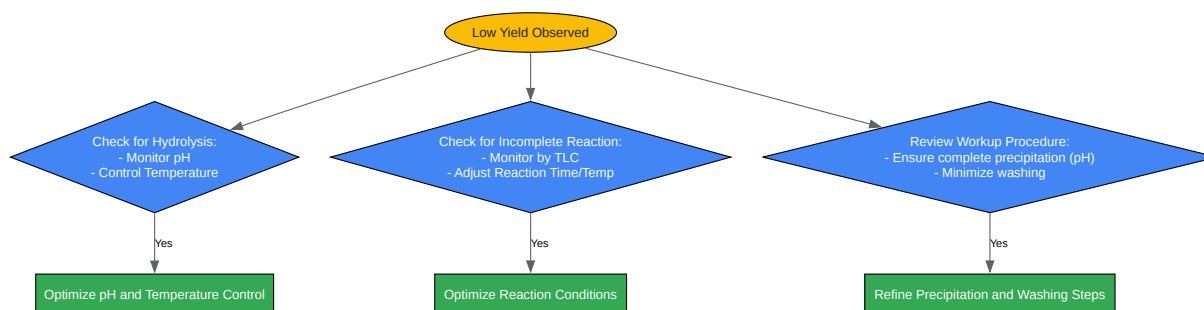 Low Yield Observed
Check for Hydrolysis:
- Monitor pH
- Control Temperature
Check for Incomplete Reaction:
- Monitor by TLC
- Adjust Reaction Time/Temp
Review Workup Procedure:
- Ensure complete precipitation (pH)
- Minimize washing
Yes
Yes
Yes
Optimize pH and Temperature Control
Optimize Reaction Conditions
Refine Precipitation and Washing Steps